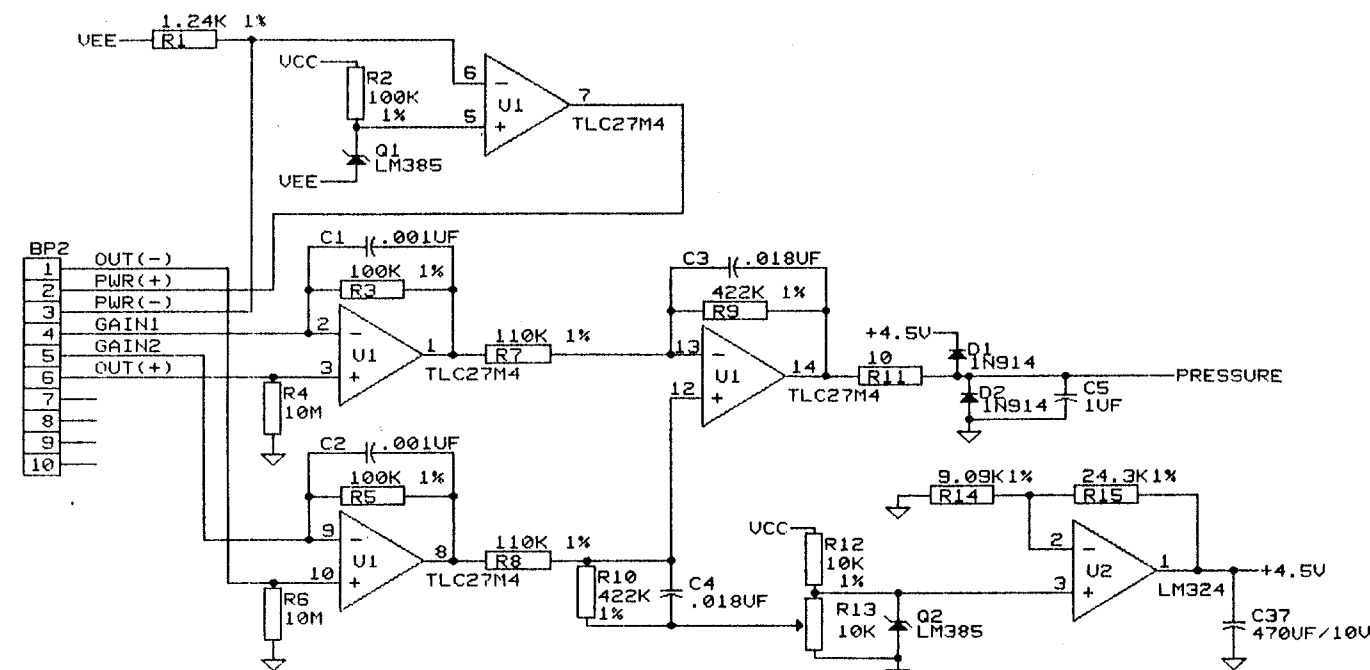 1.24K 1%
VEE
R1
VCC
R2
100K
1%
6
5
U1
7
TLC27M4
Q1
LM385
VEE
BP2
1 OUT(-)
2 PWR(+)
3 PWR(-)
4 GAIN1
5 GAIN2
6 OUT(+)
7
8
9
10
C1 .001UF
100K 1%
R3
2
3
U1
1
TLC27M4
R4
10M
110K 1%
R7
C3 .018UF
422K 1%
R9
13
12
U1
14
TLC27M4
+4.5V
10
R11
D1
1N914
D2
1N914
C5
1UF
PRESSURE
C2 .001UF
100K 1%
R5
9
10
U1
8
TLC27M4
R6
10M
110K 1%
R8
R10
422K
1%
C4
.018UF
VCC
R12
10K
1%
R13
10K
Q2
LM385
9.09K1%
R14
24.3K1%
R15
2
3
U2
1
LM324
+4.5V
C37
470UF/10V